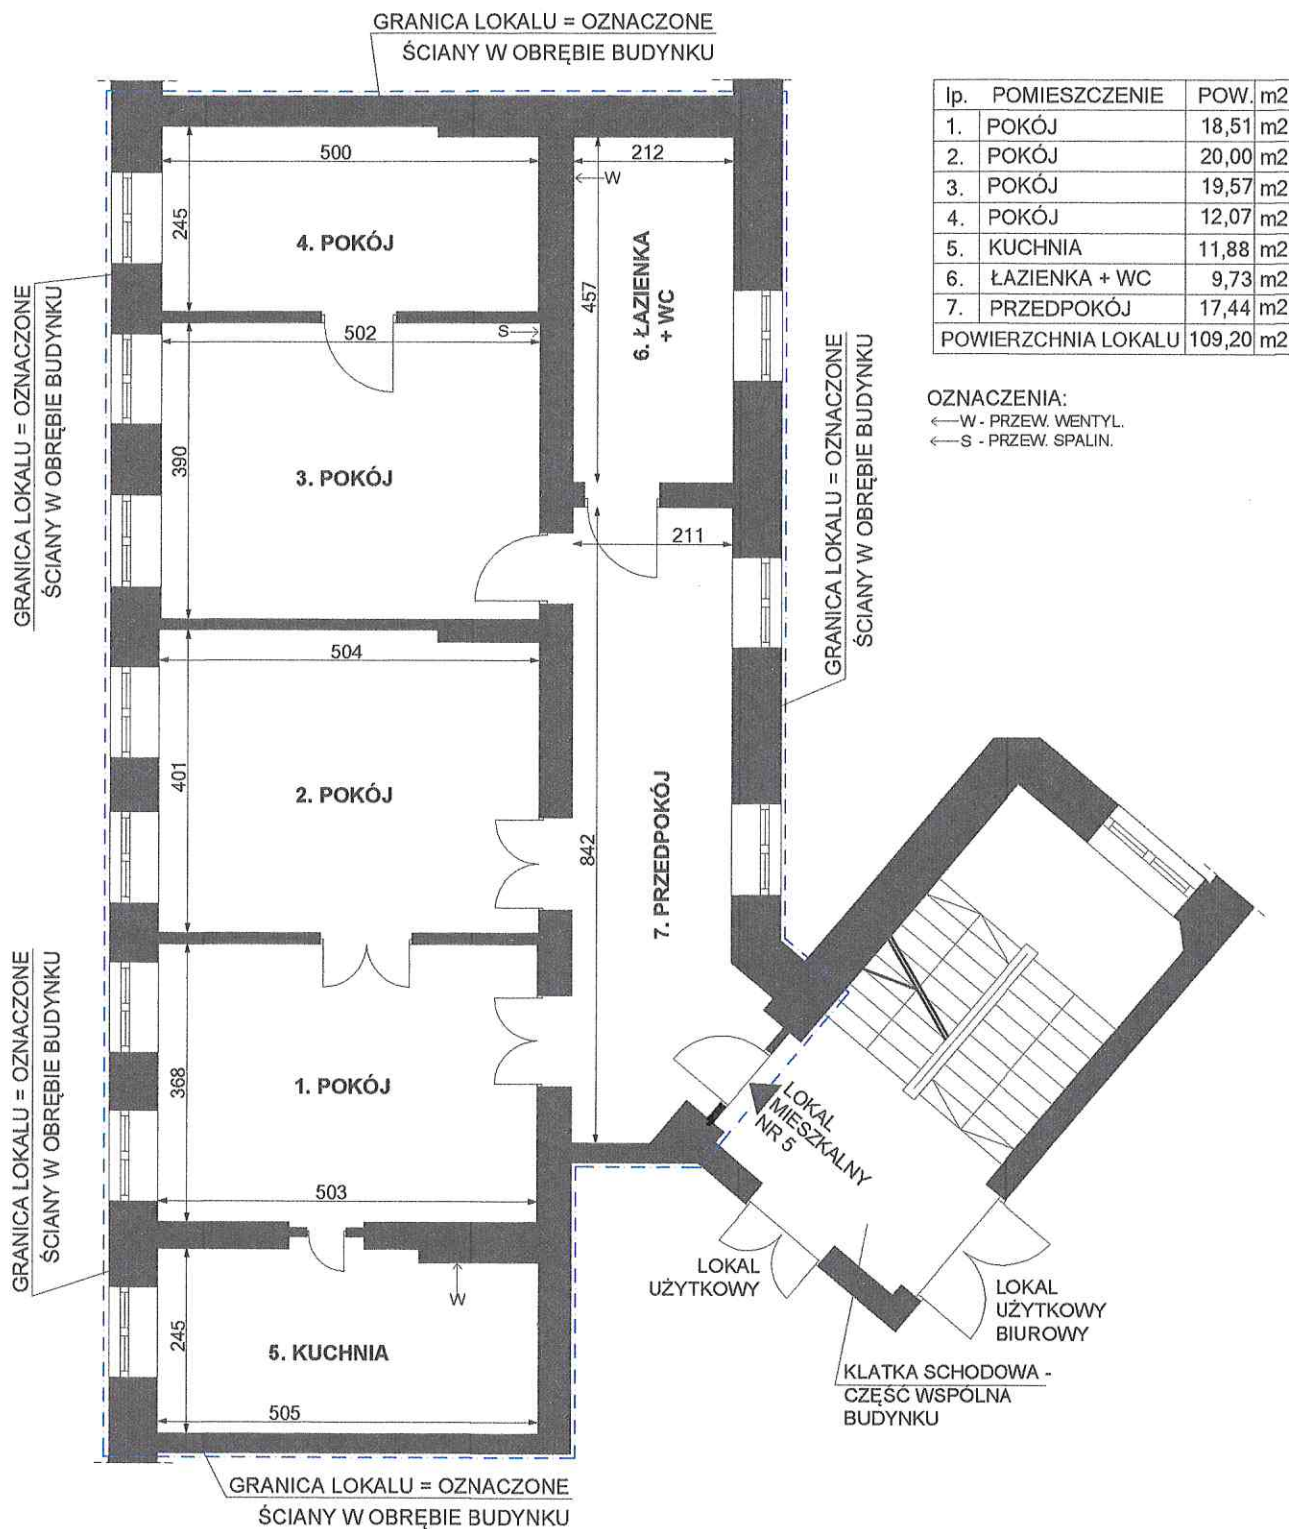 GRANICA LOKALU = OZNACZONE
ŚCIANY W OBRĘBIE BUDYNKU
lp. POMIESZCZENIE POW. m2
1. POKÓJ 18,51 m2
2. POKÓJ 20,00 m2
3. POKÓJ 19,57 m2
4. POKÓJ 12,07 m2
5. KUCHNIA 11,88 m2
6. ŁAZIENKA + WC 9,73 m2
7. PRZEDPOKÓJ 17,44 m2
POWIERZCHNIA LOKALU 109,20 m2
OZNACZENIA:
←W - PRZEW. WENTYL.
←S - PRZEW. SPALIN.
500
212
W
245
4. POKÓJ
6. ŁAZIENKA
+ WC
457
GRANICA LOKALU = OZNACZONE
ŚCIANY W OBRĘBIE BUDYNKU
502
S
GRANICA LOKALU = OZNACZONE
ŚCIANY W OBRĘBIE BUDYNKU
390
3. POKÓJ
211
504
401
2. POKÓJ
842
7. PRZEDPOKÓJ
GRANICA LOKALU = OZNACZONE
ŚCIANY W OBRĘBIE BUDYNKU
368
1. POKÓJ
503
LOKAL
MIESZKALNY
NR 5
LOKAL
UŻYTKOWY
LOKAL
UŻYTKOWY
BIUROWY
W
245
5. KUCHNIA
505
KLATKA SCHODOWA -
CZĘŚĆ WSPÓLNA
BUDYNKU
GRANICA LOKALU = OZNACZONE
ŚCIANY W OBRĘBIE BUDYNKU